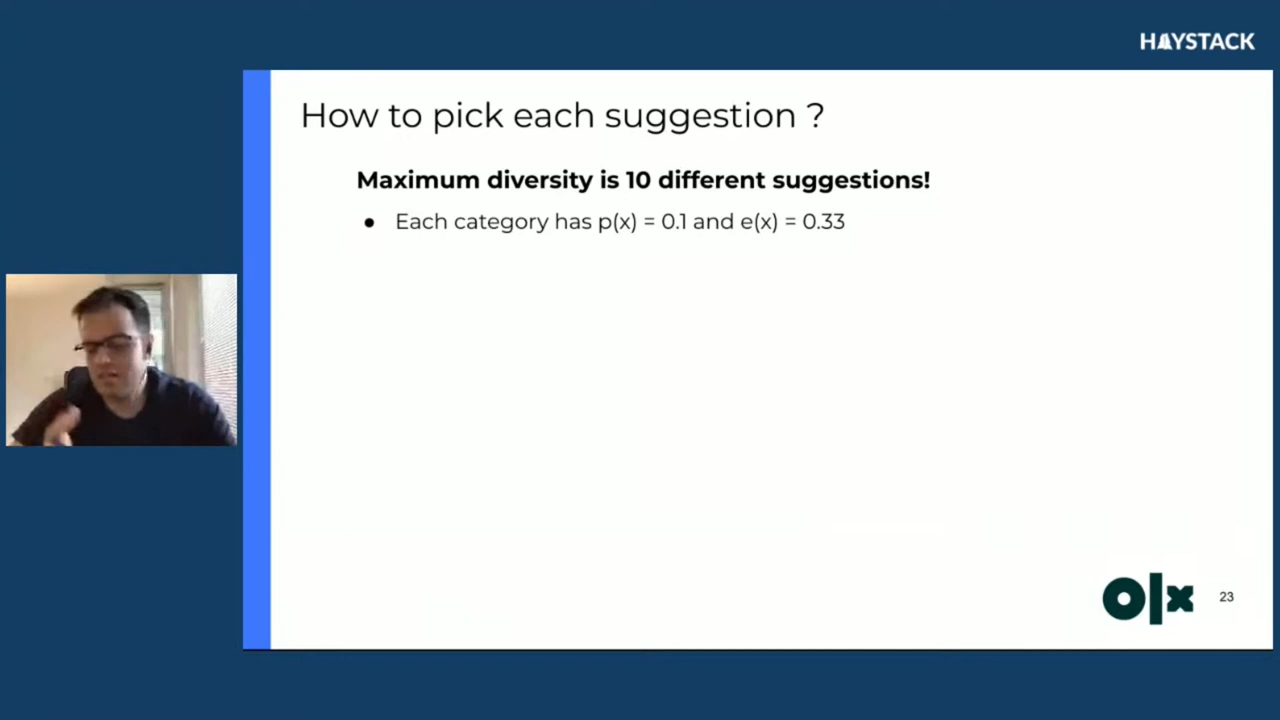 HAYSTACK
How to pick each suggestion ?
Maximum diversity is 10 different suggestions!
● Each category has p(x) = 0.1 and e(x) = 0.33
olx
23